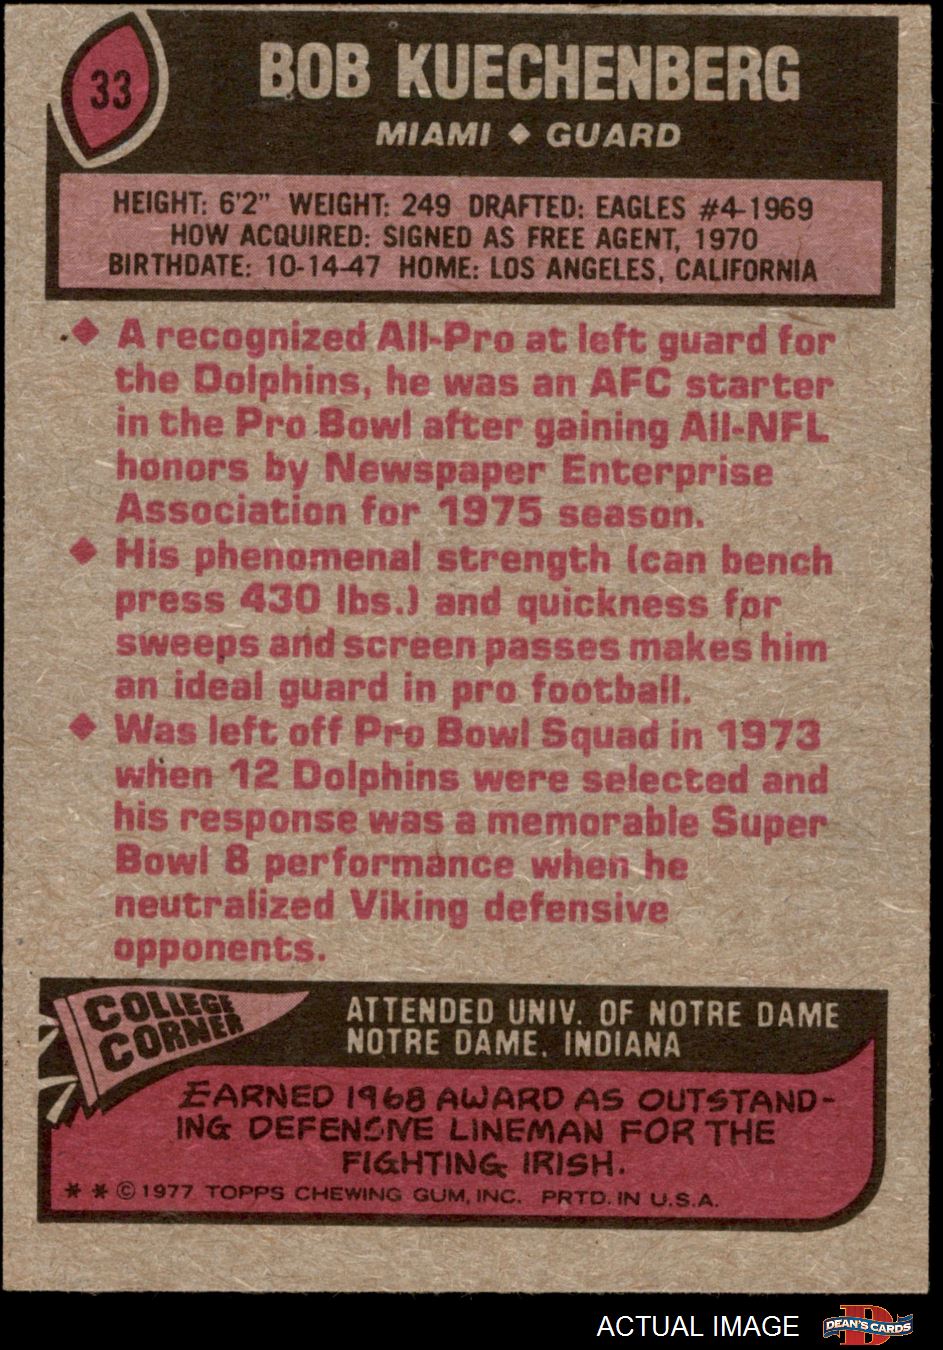 33
BOB KUECHENBERG
MIAMI ◆ GUARD
HEIGHT: 6'2" WEIGHT: 249 DRAFTED: EAGLES #4-1969
HOW ACQUIRED: SIGNED AS FREE AGENT, 1970
BIRTHDATE: 10-14-47 HOME: LOS ANGELES, CALIFORNIA
◆ A recognized All-Pro at left guard for
the Dolphins, he was an AFC starter
in the Pro Bowl after gaining All-NFL
honors by Newspaper Enterprise
Association for 1975 season.
◆ His phenomenal strength (can bench
press 430 lbs.) and quickness for
sweeps and screen passes makes him
an ideal guard in pro football.
◆ Was left off Pro Bowl Squad in 1973
when 12 Dolphins were selected and
his response was a memorable Super
Bowl 8 performance when he
neutralized Viking defensive
opponents.
COLLEGE
CORNER
ATTENDED UNIV. OF NOTRE DAME
NOTRE DAME, INDIANA
EARNED 1968 AWARD AS OUTSTAND-
ING DEFENSIVE LINEMAN FOR THE
FIGHTING IRISH.
* * © 1977 TOPPS CHEWING GUM, INC. PRTD. IN U.S.A.
ACTUAL IMAGE
D
DEAN'S CARDS